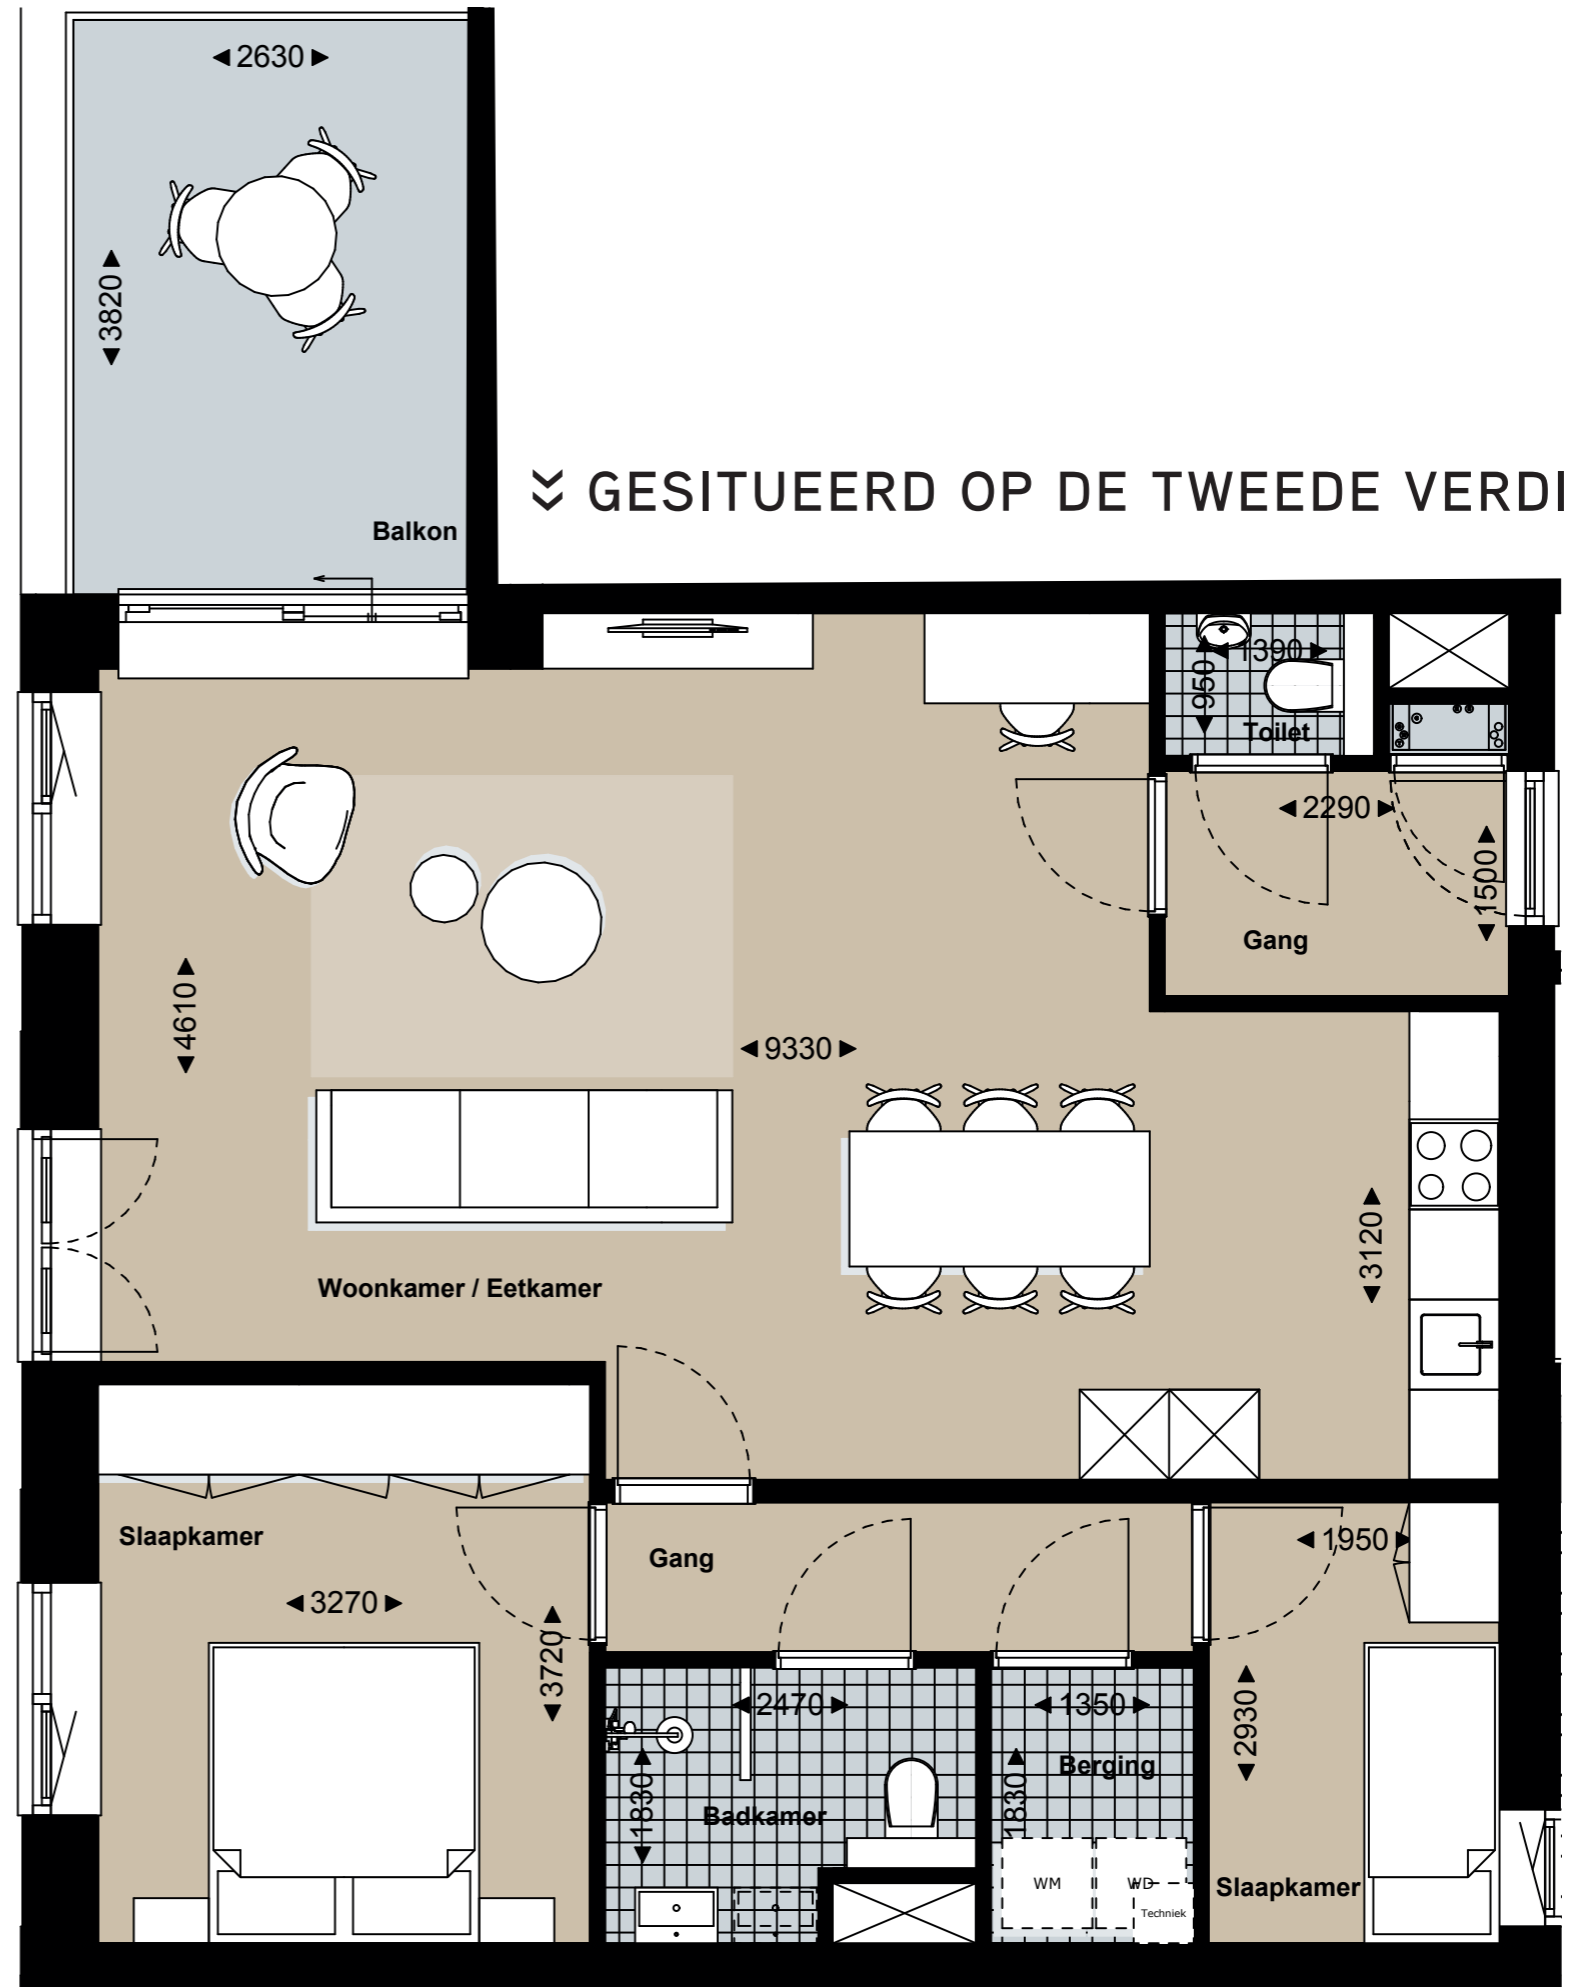 2630
3820
Balkon
GESITUEERD OP DE TWEEDE VERDI
1390
950
Toilet
2290
1500
Gang
4610
9330
3120
Woonkamer / Eetkamer
Slaapkamer
Gang
1950
3270
3720
2470
1350
2930
Berging
1830
1830
Badkamer
WM
WD
Slaapkamer
Techniek